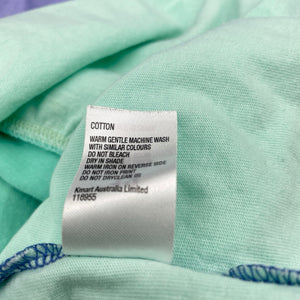 COTTON
WARM GENTLE MACHINE WASH
WITH SIMILAR COLOURS
DO NOT BLEACH
DRY IN SHADE
WARM IRON ON REVERSE SIDE
DO NOT IRON PRINT
DO NOT DRYCLEAN
Kmart Australia Limited
116955